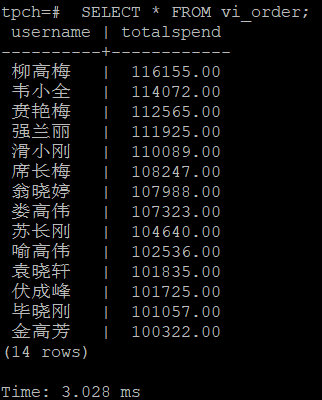 tpch=#  SELECT * FROM vi_order;
 username | totalspend
----------+------------
 柳高梅   |  116155.00
 韦小全   |  114072.00
 贲艳梅   |  112565.00
 强兰丽   |  111925.00
 滑小刚   |  110089.00
 席长梅   |  108247.00
 翁晓婷   |  107988.00
 娄高伟   |  107323.00
 苏长刚   |  104640.00
 喻高伟   |  102536.00
 袁晓轩   |  101835.00
 伏成峰   |  101725.00
 毕晓刚   |  101057.00
 金高芳   |  100322.00
(14 rows)
Time: 3.028 ms